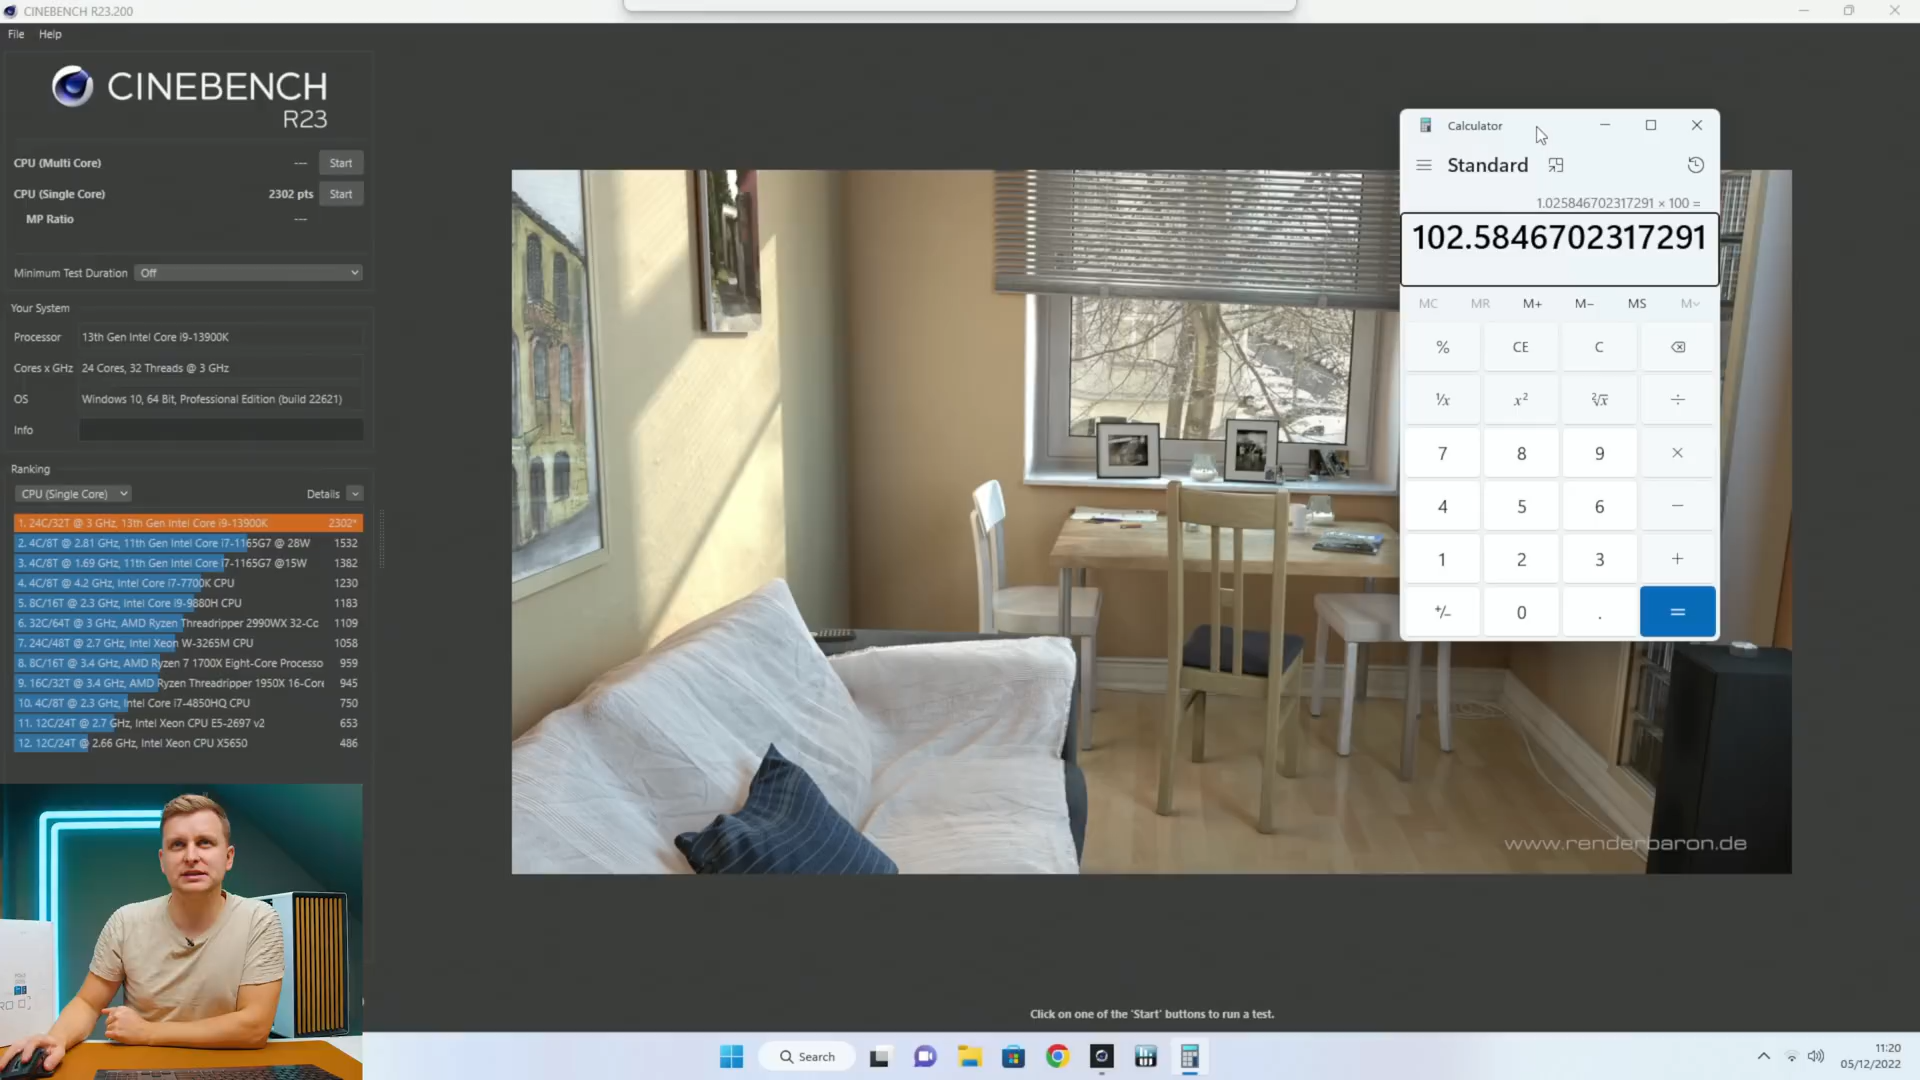 CINEBENCH R23.200
File Help
CINEBENCH
R23
CPU (Multi Core) --- Start
CPU (Single Core) 2302 pts Start
MP Ratio ---
Minimum Test Duration Off
Your System
Processor 13th Gen Intel Core i9-13900K
Cores x GHz 24 Cores, 32 Threads @ 3 GHz
OS Windows 10, 64 Bit, Professional Edition (build 22621)
Info
Ranking
CPU (Single Core) Details
1. 24C/32T @ 3 GHz, 13th Gen Intel Core i9-13900K 2302*
2. 4C/8T @ 2.81 GHz, 11th Gen Intel Core i7-1165G7 @ 28W 1532
3. 4C/8T @ 1.69 GHz, 11th Gen Intel Core i7-1165G7 @15W 1382
4. 4C/8T @ 4.2 GHz, Intel Core i7-7700K CPU 1230
5. 8C/16T @ 2.3 GHz, Intel Core i9-9880H CPU 1183
6. 32C/64T @ 3 GHz, AMD Ryzen Threadripper 2990WX 32-Co 1109
7. 24C/48T @ 2.7 GHz, Intel Xeon W-3265M CPU 1058
8. 8C/16T @ 3.4 GHz, AMD Ryzen 7 1700X Eight-Core Processo 959
9. 16C/32T @ 3.4 GHz, AMD Ryzen Threadripper 1950X 16-Core 945
10. 4C/8T @ 2.3 GHz, Intel Core i7-4850HQ CPU 750
11. 12C/24T @ 2.7 GHz, Intel Xeon CPU E5-2697 v2 653
12. 12C/24T @ 2.66 GHz, Intel Xeon CPU X5650 486
Calculator
Standard
1.025846702317291 × 100 =
102.5846702317291
MC MR M+ M− MS M
% CE C
¹/x x² ²√x ÷
7 8 9 ×
4 5 6 −
1 2 3 +
+/− 0 . =
www.renderbaron.de
Click on one of the 'Start' buttons to run a test.
Search
11:20
05/12/2022